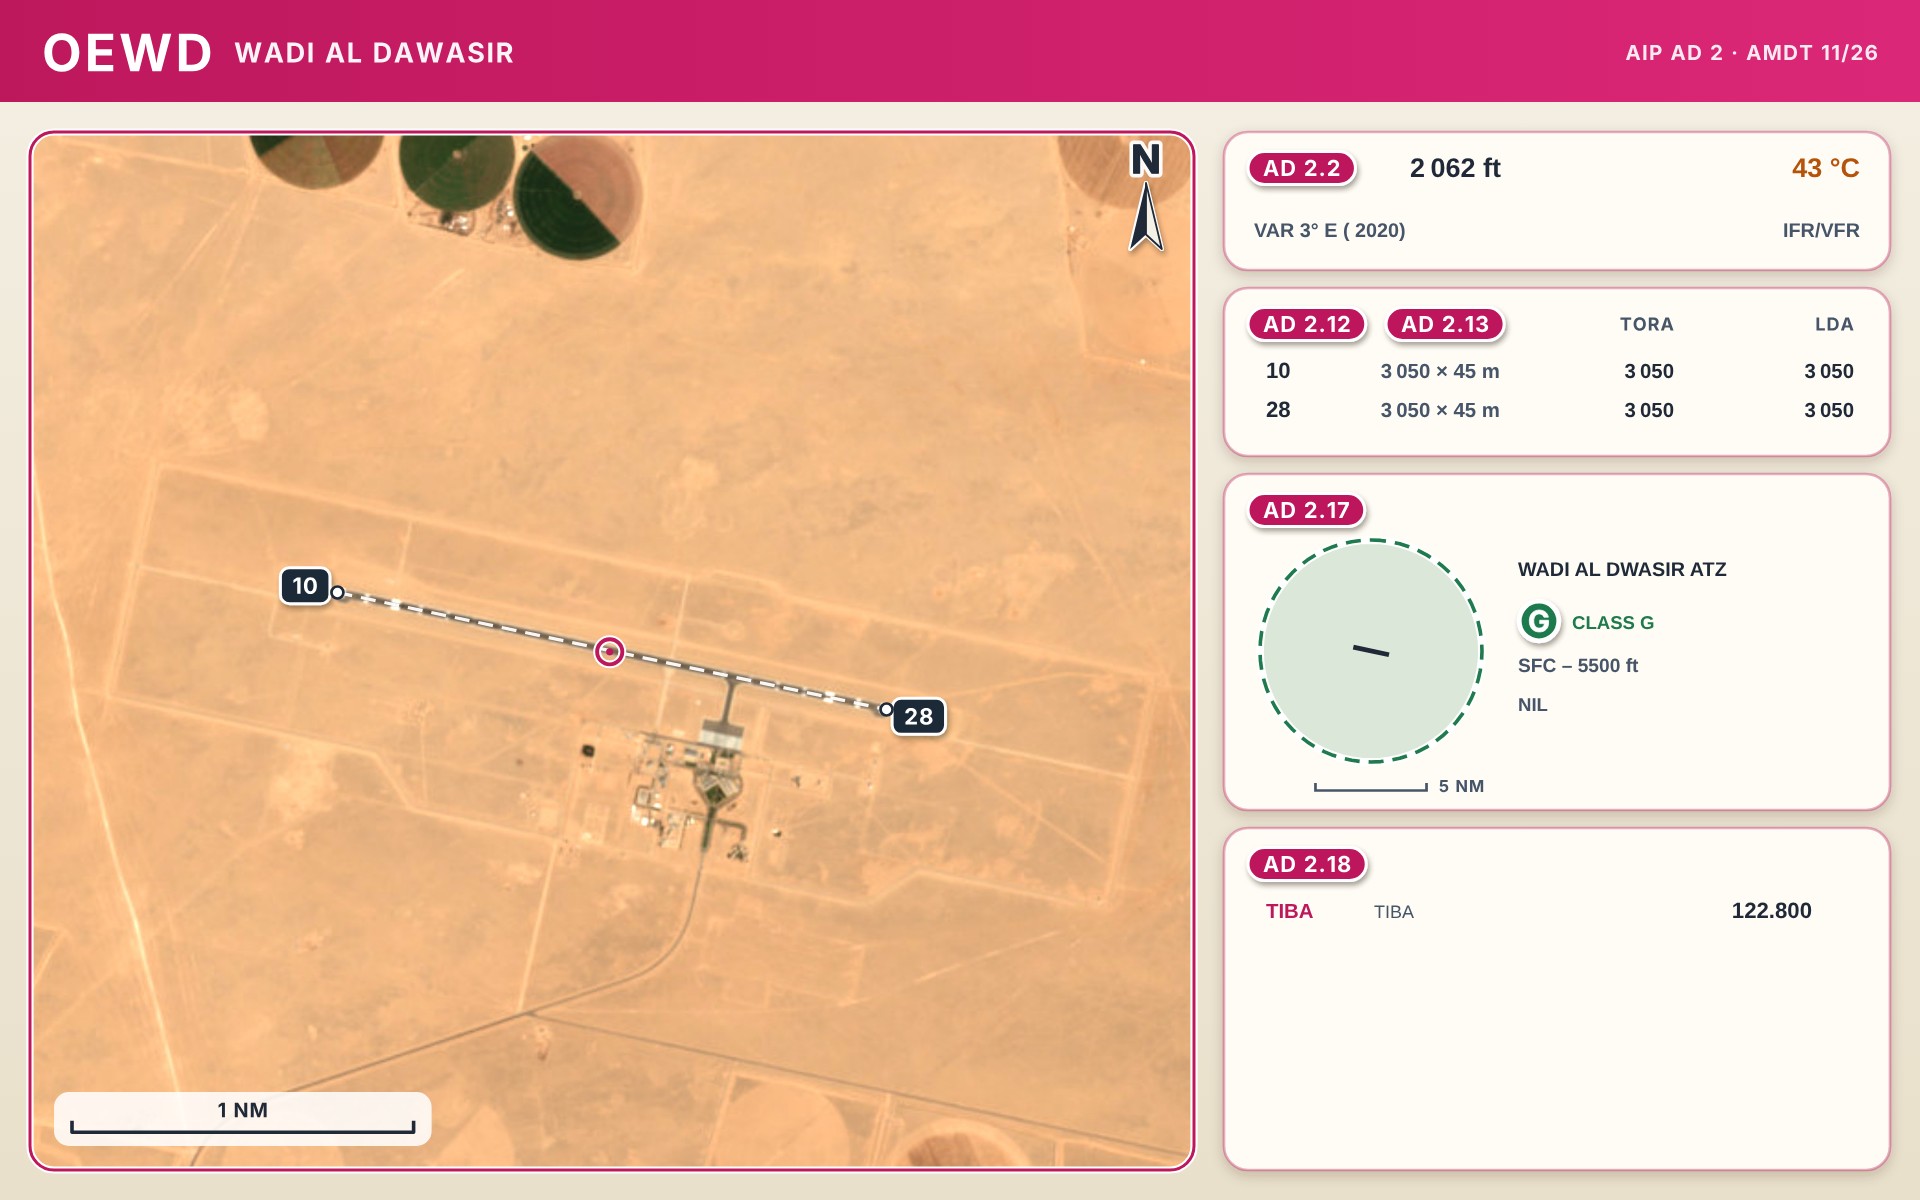 OEWD WADI AL DAWASIR
AIP AD 2 · AMDT 11/26
N
10
28
1 NM
AD 2.2 2 062 ft 43 °C
VAR 3° E ( 2020) IFR/VFR
AD 2.12 AD 2.13 TORA LDA
10 3 050 × 45 m 3 050 3 050
28 3 050 × 45 m 3 050 3 050
AD 2.17
WADI AL DWASIR ATZ
G CLASS G
SFC – 5500 ft
NIL
5 NM
AD 2.18
TIBA TIBA 122.800